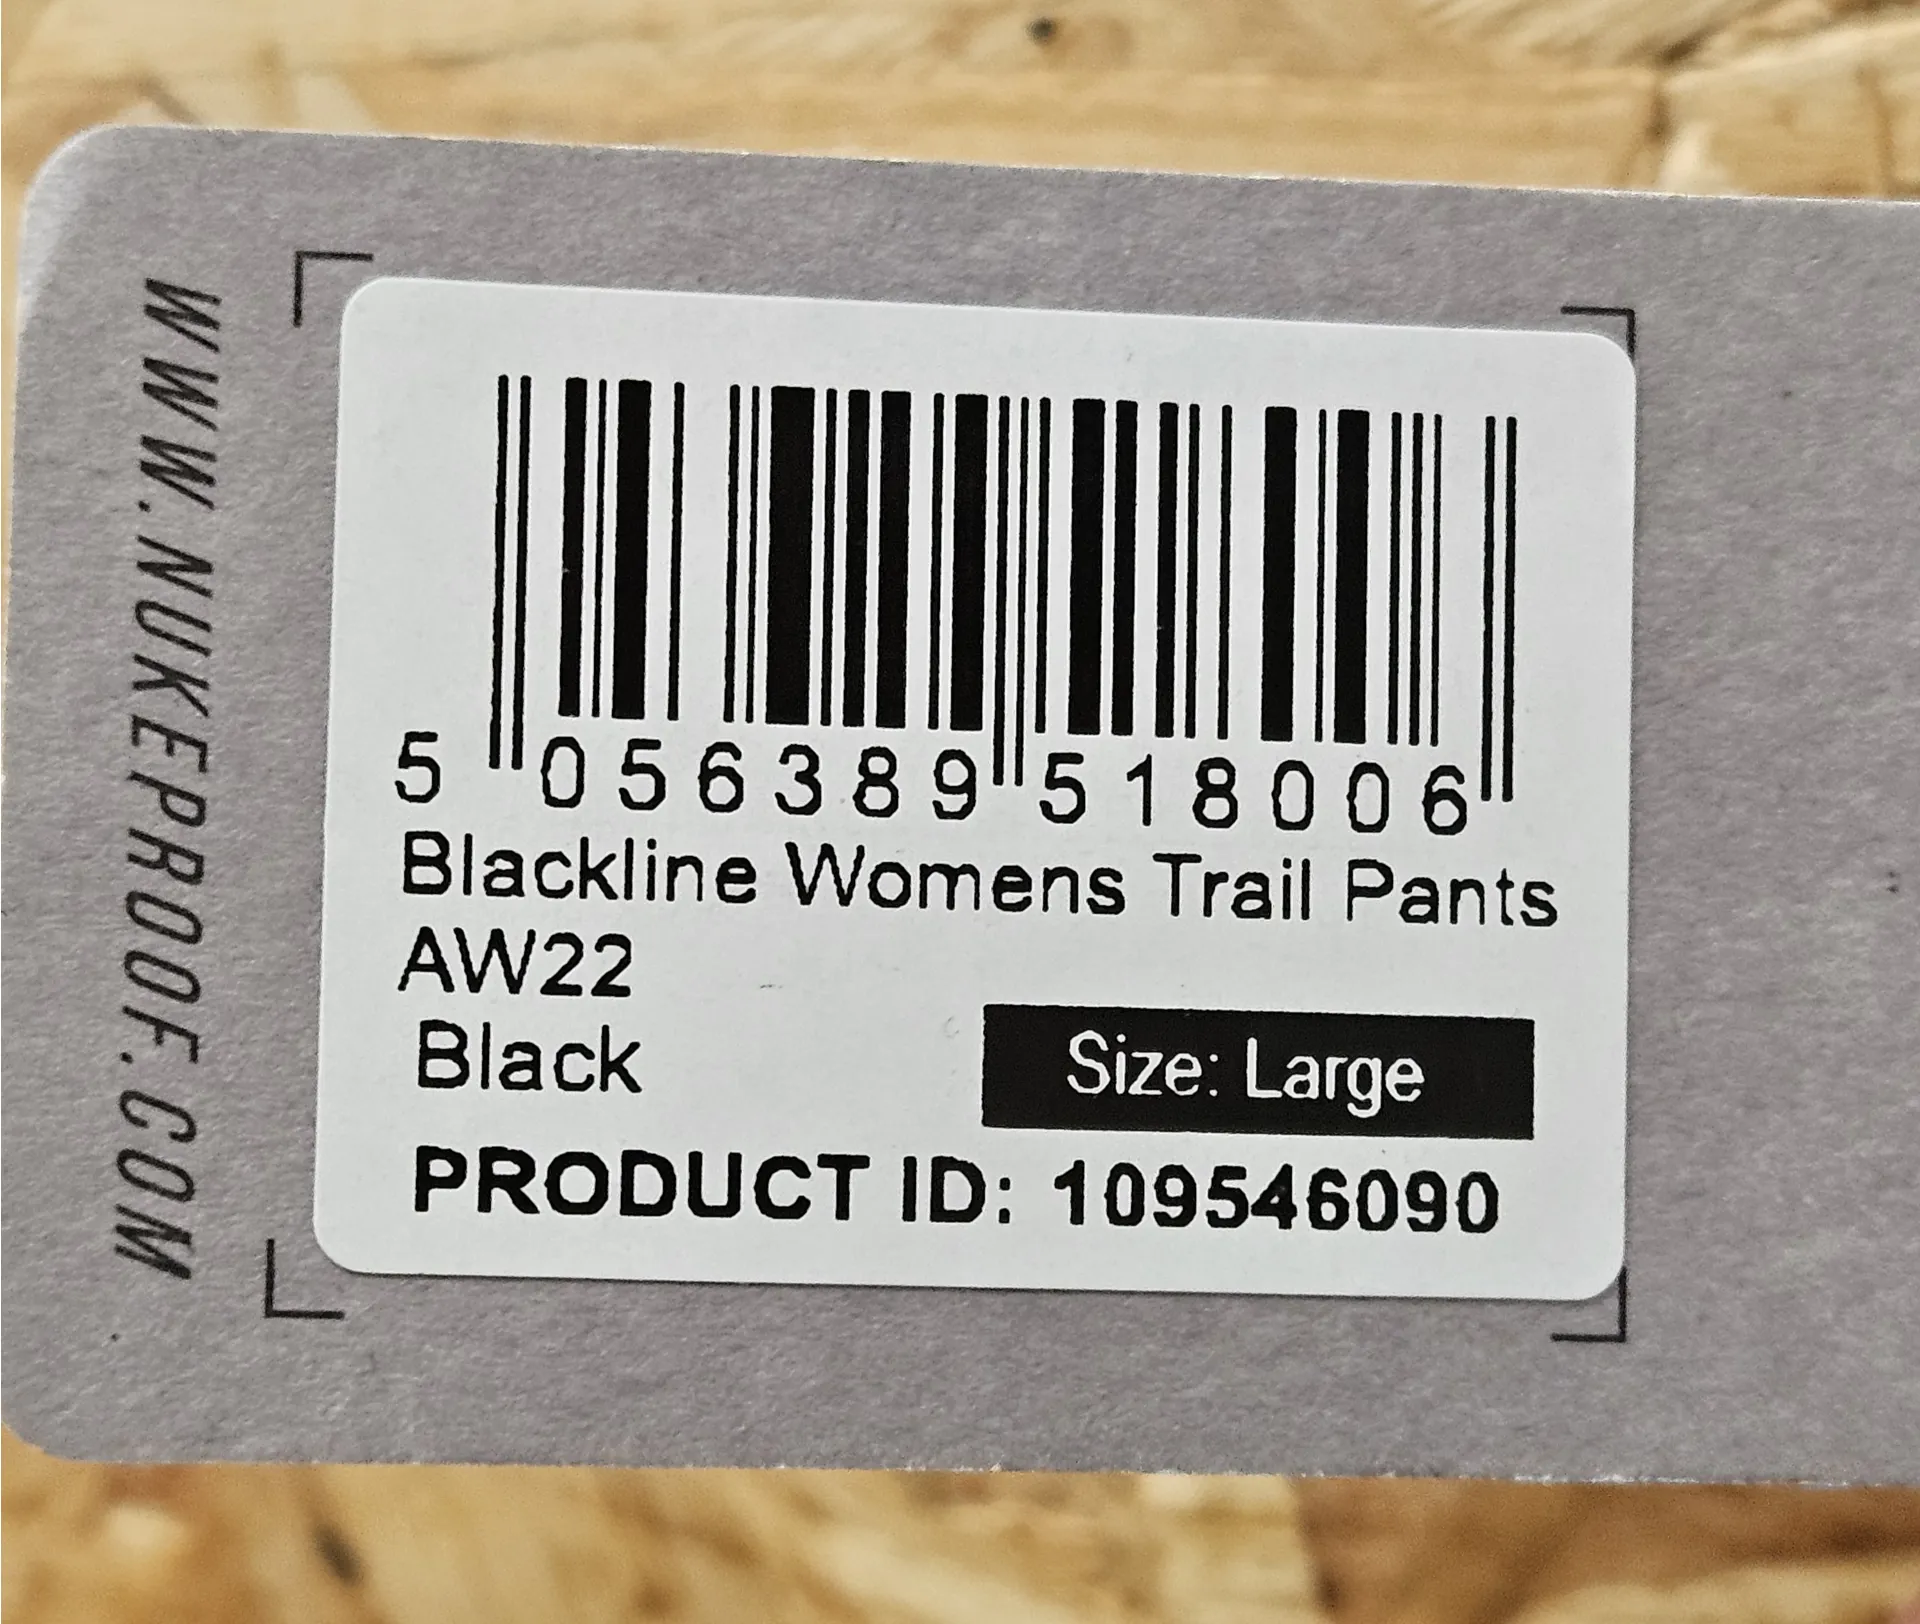 WWW.NUKEPROOF.COM
5 056389 518006
Blackline Womens Trail Pants
AW22
Black
Size: Large
PRODUCT ID: 109546090